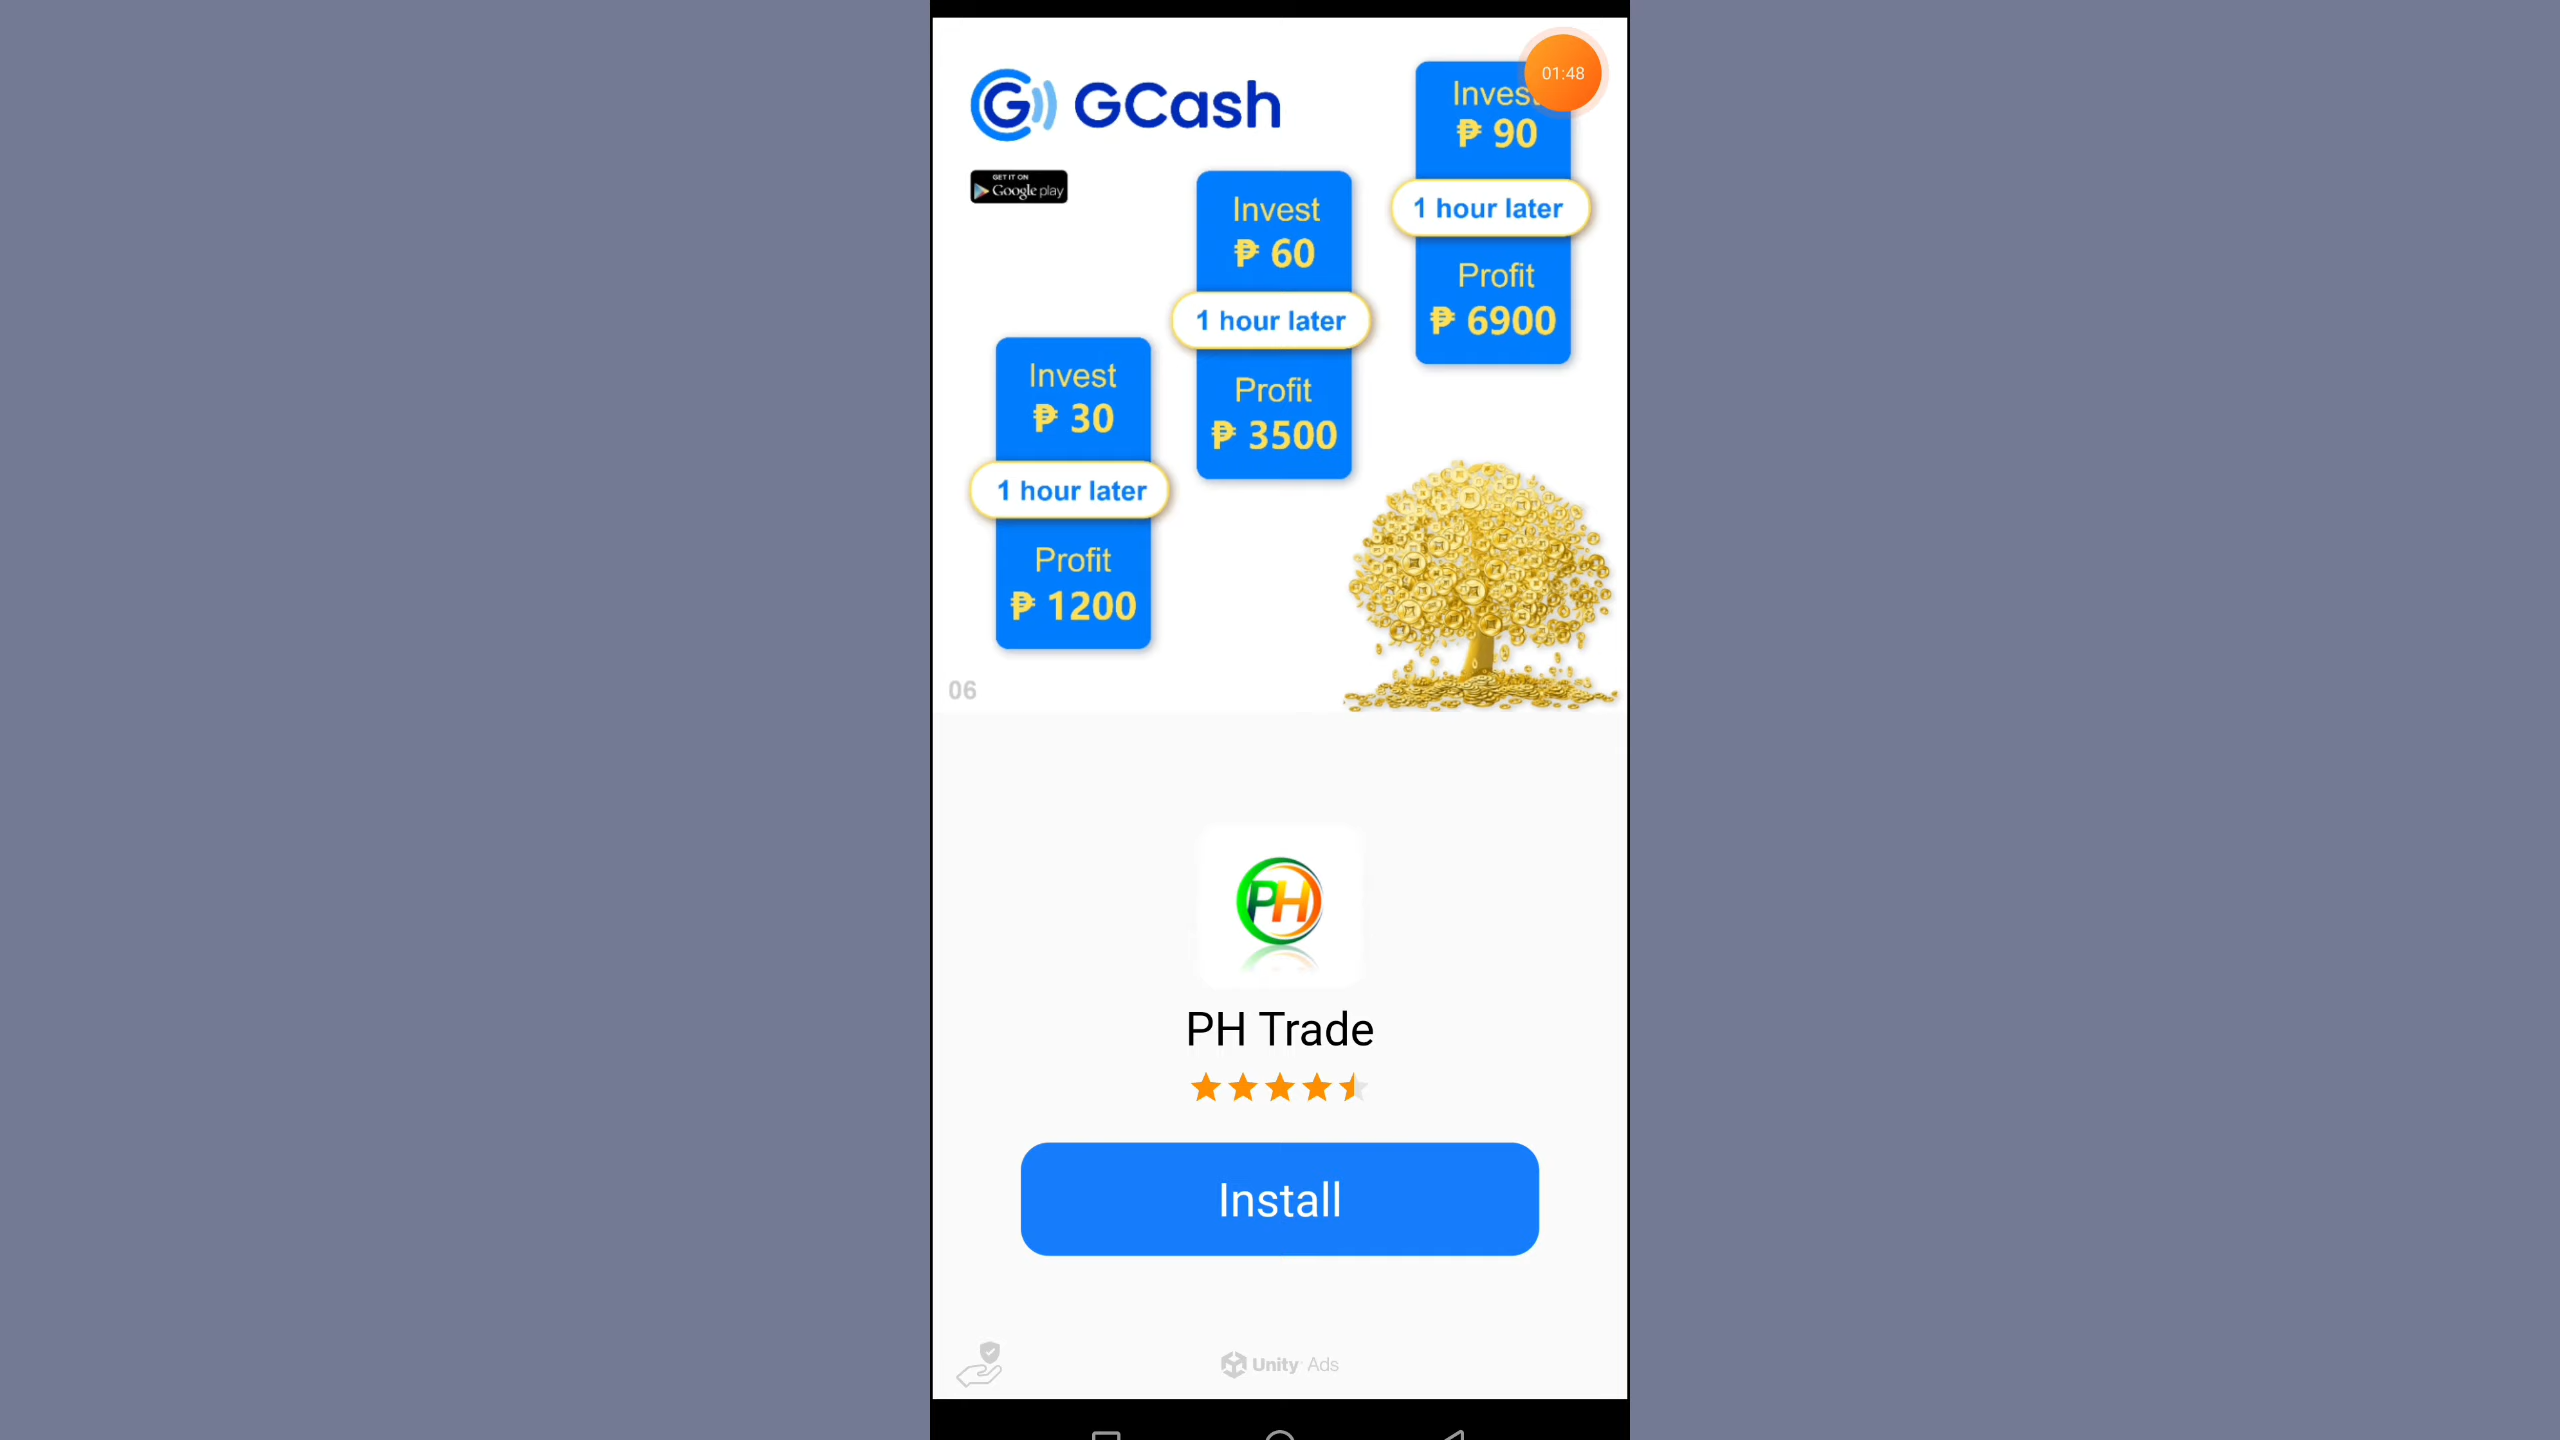 GCash
GET IT ON
Google play
Invest
₱ 30
1 hour later
Profit
₱ 1200
Invest
₱ 60
1 hour later
Profit
₱ 3500
Inves
₱ 90
1 hour later
Profit
₱ 6900
01:48
06
PH
PH Trade
Install
Unity Ads